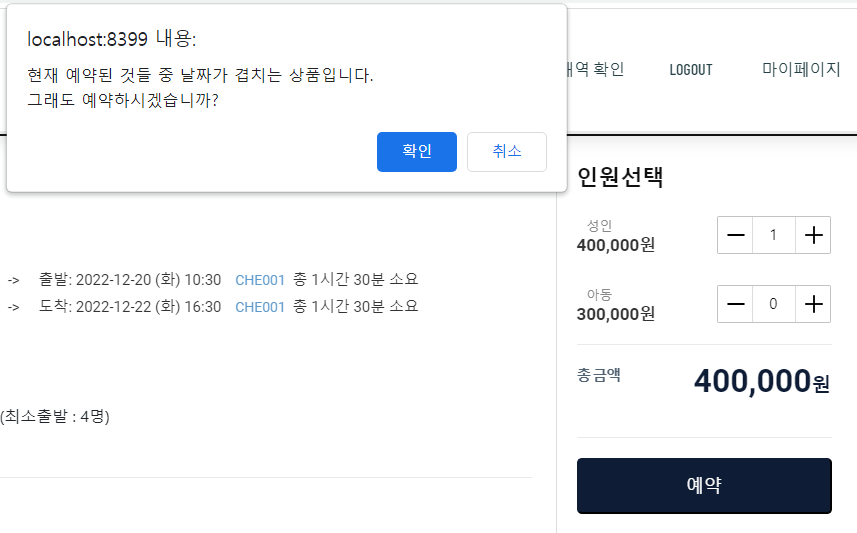 localhost:8399 내용:
현재 예약된 것들 중 날짜가 겹치는 상품입니다.
그래도 예약하시겠습니까?
확인
취소
내역 확인
LOGOUT
마이페이지
인원선택
성인
400,000원
1
아동
300,000원
0
-> 출발: 2022-12-20 (화) 10:30 CHE001 총 1시간 30분 소요
-> 도착: 2022-12-22 (화) 16:30 CHE001 총 1시간 30분 소요
총금액
400,000원
(최소출발 : 4명)
예약